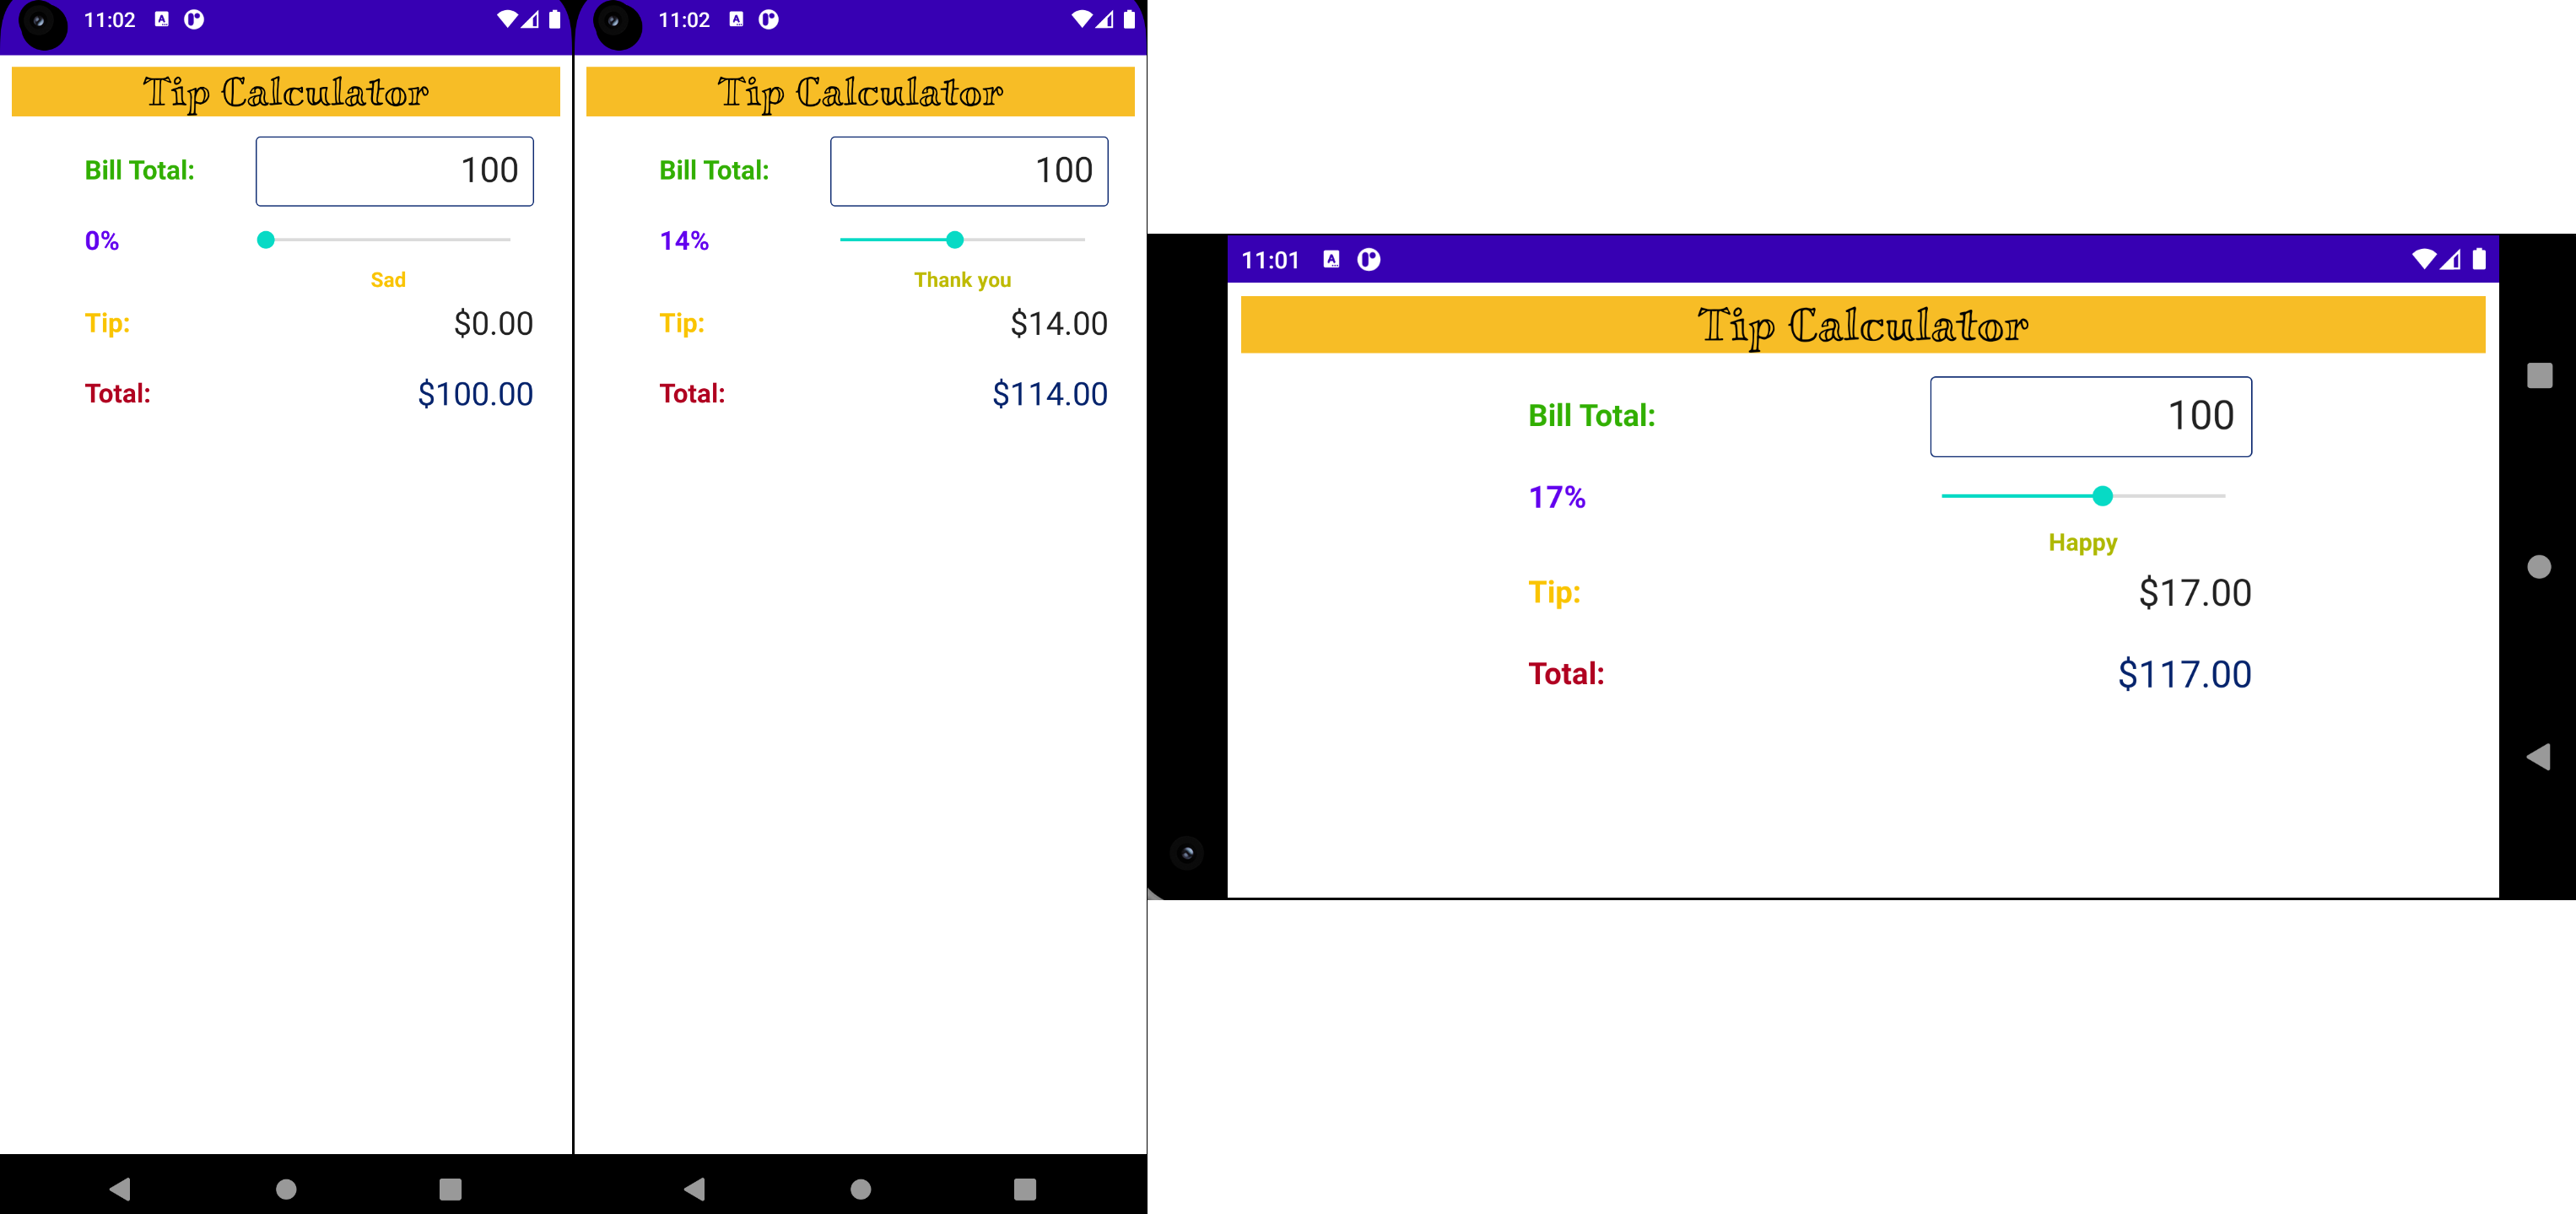 11:02
Tip Calculator
Bill Total: 100
0%
Sad
Tip: $0.00
Total: $100.00
11:02
Tip Calculator
Bill Total: 100
14%
Thank you
Tip: $14.00
Total: $114.00
11:01
Tip Calculator
Bill Total: 100
17%
Happy
Tip: $17.00
Total: $117.00